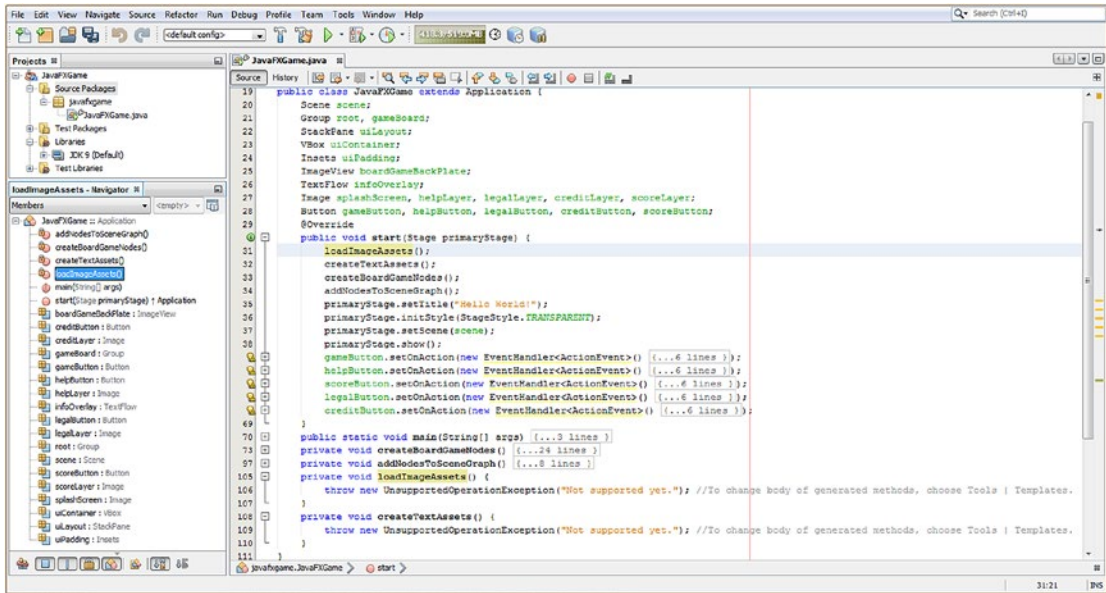 File Edit View Navigate Source Refactor Run Debug Profile Team Tools Window Help
Search (Ctrl+I)
<default config>
Projects
JavaFXGame
Source Packages
javafxgame
JavaFXGame.java
Test Packages
Libraries
JDK 9 (Default)
Test Libraries
loadImageAssets - Navigator
Members
<empty>
JavaFXGame :: Application
addNodesToSceneGraph()
createBoardGameNodes()
createTextAssets()
loadImageAssets()
main(String[] args)
start(Stage primaryStage) ↑ Application
boardGameBackPlate : ImageView
creditButton : Button
creditLayer : Image
gameBoard : Group
gameButton : Button
helpButton : Button
helpLayer : Image
infoOverlay : TextFlow
legalButton : Button
legalLayer : Image
root : Group
scene : Scene
scoreButton : Button
scoreLayer : Image
splashScreen : Image
uiContainer : VBox
uiLayout : StackPane
uiPadding : Insets
JavaFXGame.java
Source History
19 public class JavaFXGame extends Application {
20 Scene scene;
21 Group root, gameBoard;
22 StackPane uiLayout;
23 VBox uiContainer;
24 Insets uiPadding;
25 ImageView boardGameBackPlate;
26 TextFlow infoOverlay;
27 Image splashScreen, helpLayer, legalLayer, creditLayer, scoreLayer;
28 Button gameButton, helpButton, legalButton, creditButton, scoreButton;
29 @Override
public void start(Stage primaryStage) {
31 loadImageAssets();
32 createTextAssets();
33 createBoardGameNodes();
34 addNodesToSceneGraph();
35 primaryStage.setTitle("Hello World!");
36 primaryStage.initStyle(StageStyle.TRANSPARENT);
37 primaryStage.setScene(scene);
38 primaryStage.show();
gameButton.setOnAction(new EventHandler<ActionEvent>() {...6 lines });
helpButton.setOnAction(new EventHandler<ActionEvent>() {...6 lines });
scoreButton.setOnAction(new EventHandler<ActionEvent>() {...6 lines });
legalButton.setOnAction(new EventHandler<ActionEvent>() {...6 lines });
creditButton.setOnAction(new EventHandler<ActionEvent>() {...6 lines });
69 }
70 public static void main(String[] args) {...3 lines }
73 private void createBoardGameNodes() {...24 lines }
97 private void addNodesToSceneGraph() {...8 lines }
105 private void loadImageAssets() {
106 throw new UnsupportedOperationException("Not supported yet."); //To change body of generated methods, choose Tools | Templates.
107 }
108 private void createTextAssets() {
109 throw new UnsupportedOperationException("Not supported yet."); //To change body of generated methods, choose Tools | Templates.
110 }
111 }
javafxgame.JavaFXGame
start
31:21
INS